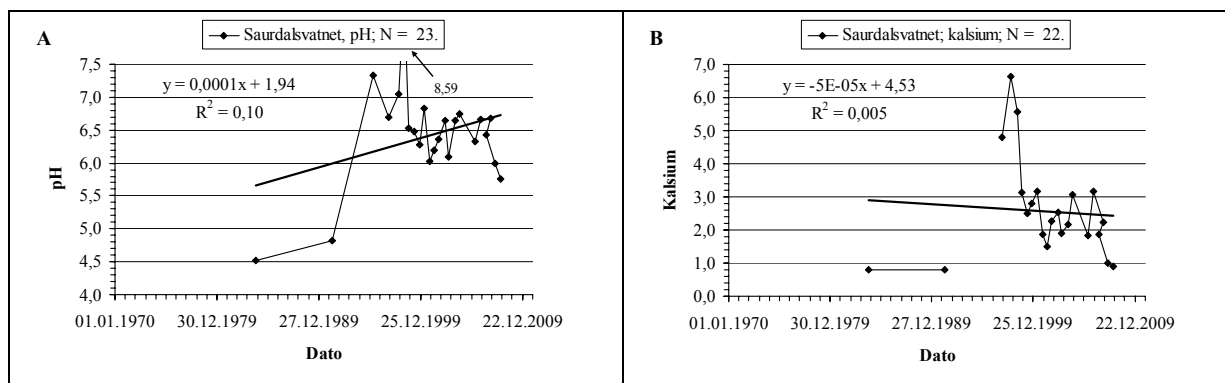 A
Saurdalsvatnet, pH; N = 23.
7,5
7,0
6,5
6,0
5,5
5,0
4,5
4,0
pH
y = 0,0001x + 1,94
R² = 0,10
8,59
01.01.1970
30.12.1979
27.12.1989
25.12.1999
22.12.2009
Dato
B
Saurdalsvatnet; kalsium; N = 22.
7,0
6,0
5,0
4,0
3,0
2,0
1,0
0,0
Kalsium
y = -5E-05x + 4,53
R² = 0,005
01.01.1970
30.12.1979
27.12.1989
25.12.1999
22.12.2009
Dato